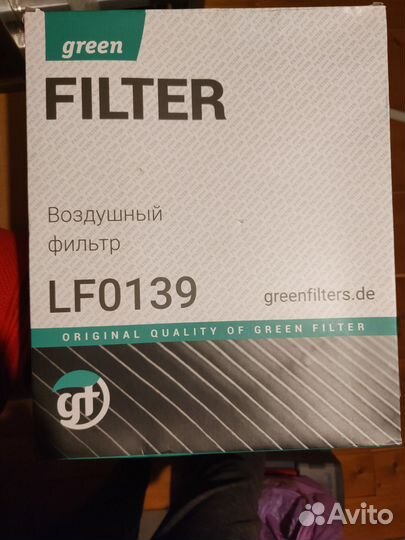 green
FILTER
Воздушный
фильтр
LF0139
greenfilters.de
ORIGINAL QUALITY OF GREEN FILTER
gf
Avito